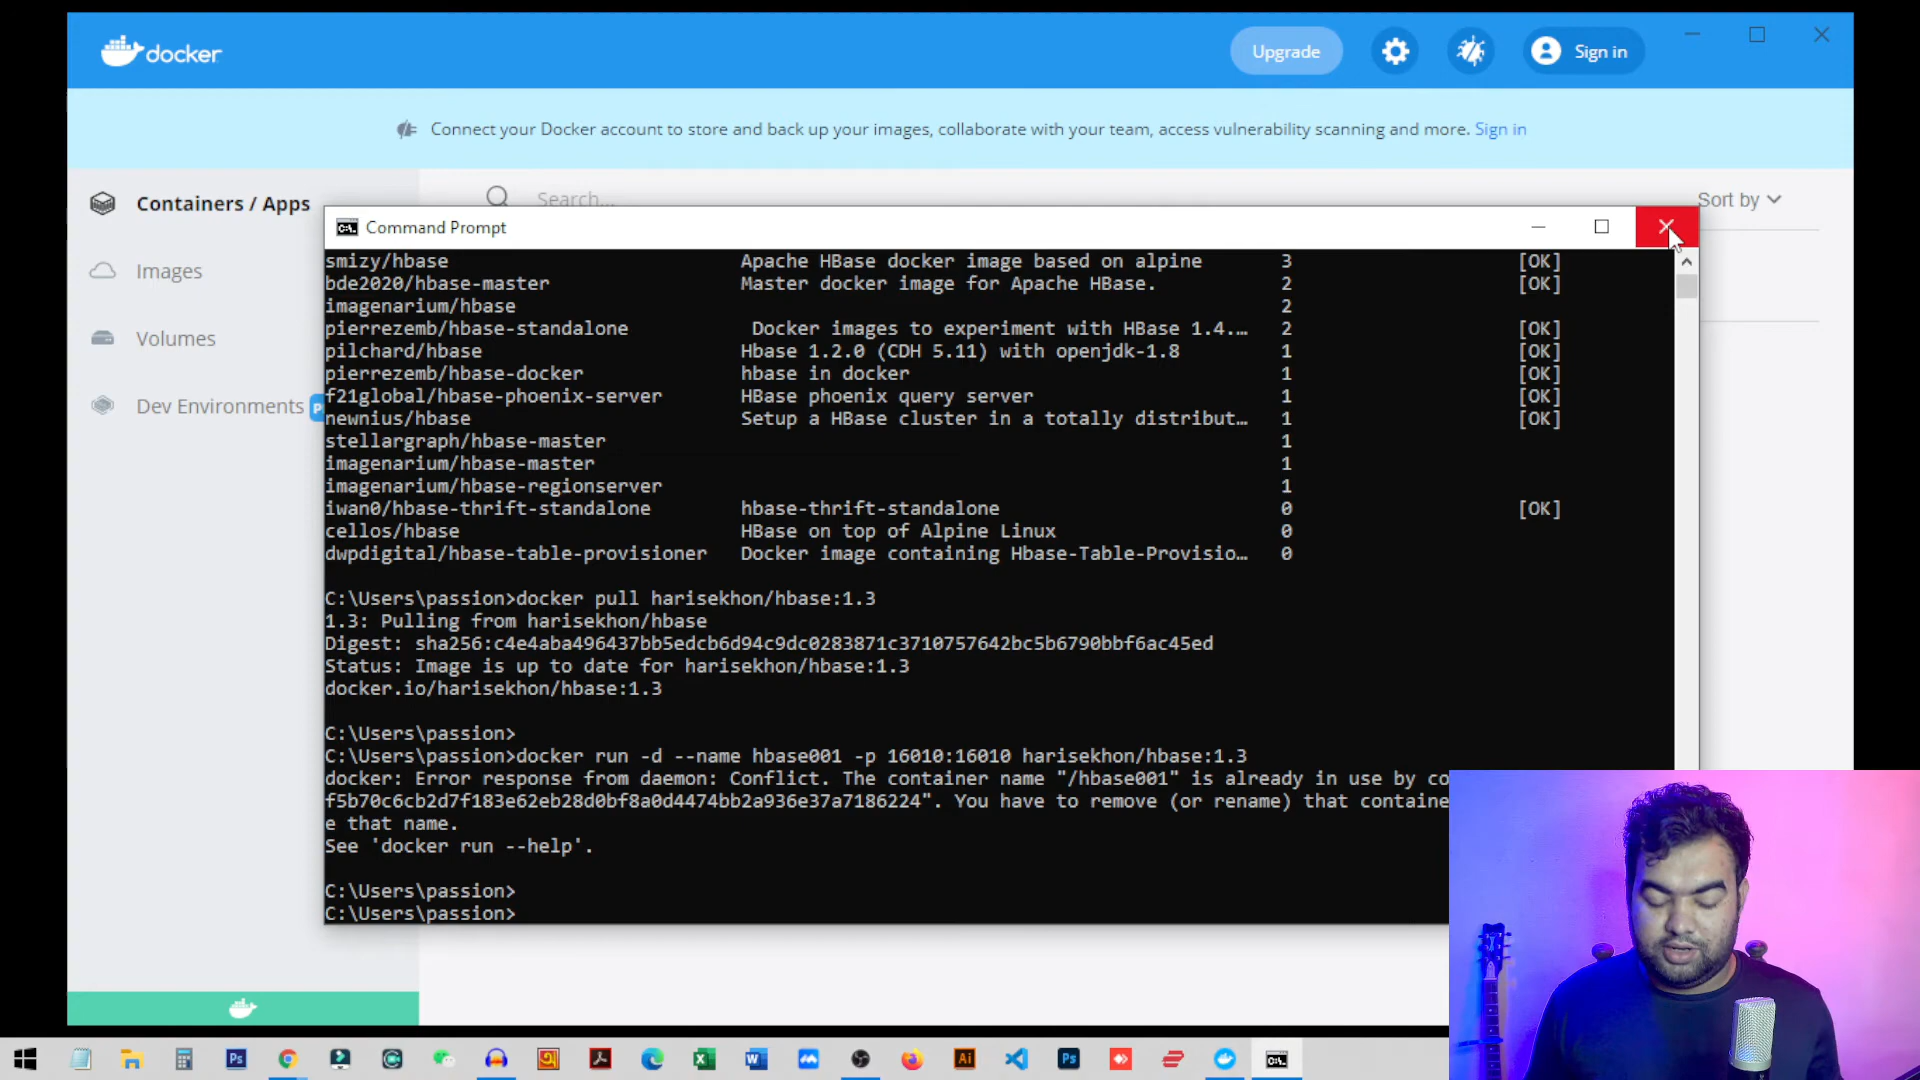 docker
Upgrade
Sign in
Connect your Docker account to store and back up your images, collaborate with your team, access vulnerability scanning and more. Sign in
Containers / Apps
Search...
Sort by
Images
Volumes
Dev Environments
Command Prompt
smizy/hbase Apache HBase docker image based on alpine 3 [OK]
bde2020/hbase-master Master docker image for Apache HBase. 2 [OK]
imagenarium/hbase 2
pierrezemb/hbase-standalone Docker images to experiment with HBase 1.4.… 2 [OK]
pilchard/hbase Hbase 1.2.0 (CDH 5.11) with openjdk-1.8 1 [OK]
pierrezemb/hbase-docker hbase in docker 1 [OK]
f21global/hbase-phoenix-server HBase phoenix query server 1 [OK]
newnius/hbase Setup a HBase cluster in a totally distribut… 1 [OK]
stellargraph/hbase-master 1
imagenarium/hbase-master 1
imagenarium/hbase-regionserver 1
iwan0/hbase-thrift-standalone hbase-thrift-standalone 0 [OK]
cellos/hbase HBase on top of Alpine Linux 0
dwpdigital/hbase-table-provisioner Docker image containing Hbase-Table-Provisio… 0
C:\Users\passion>docker pull harisekhon/hbase:1.3
1.3: Pulling from harisekhon/hbase
Digest: sha256:c4e4aba496437bb5edcb6d94c9dc0283871c3710757642bc5b6790bbf6ac45ed
Status: Image is up to date for harisekhon/hbase:1.3
docker.io/harisekhon/hbase:1.3
C:\Users\passion>
C:\Users\passion>docker run -d --name hbase001 -p 16010:16010 harisekhon/hbase:1.3
docker: Error response from daemon: Conflict. The container name "/hbase001" is already in use by co
f5b70c6cb2d7f183e62eb28d0bf8a0d4474bb2a936e37a7186224". You have to remove (or rename) that containe
e that name.
See 'docker run --help'.
C:\Users\passion>
C:\Users\passion>